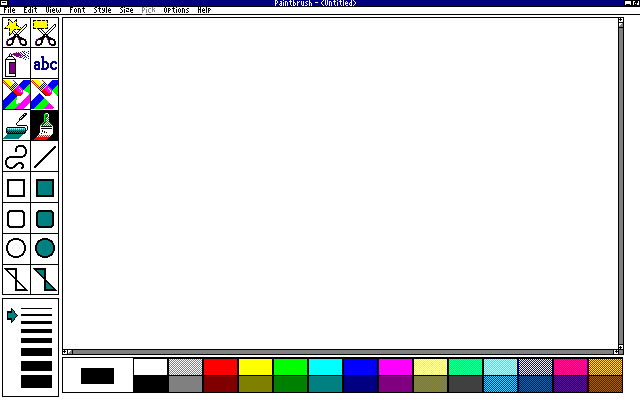 Paintbrush - (Untitled)
File Edit View Font Style Size Pick Options Help
abc